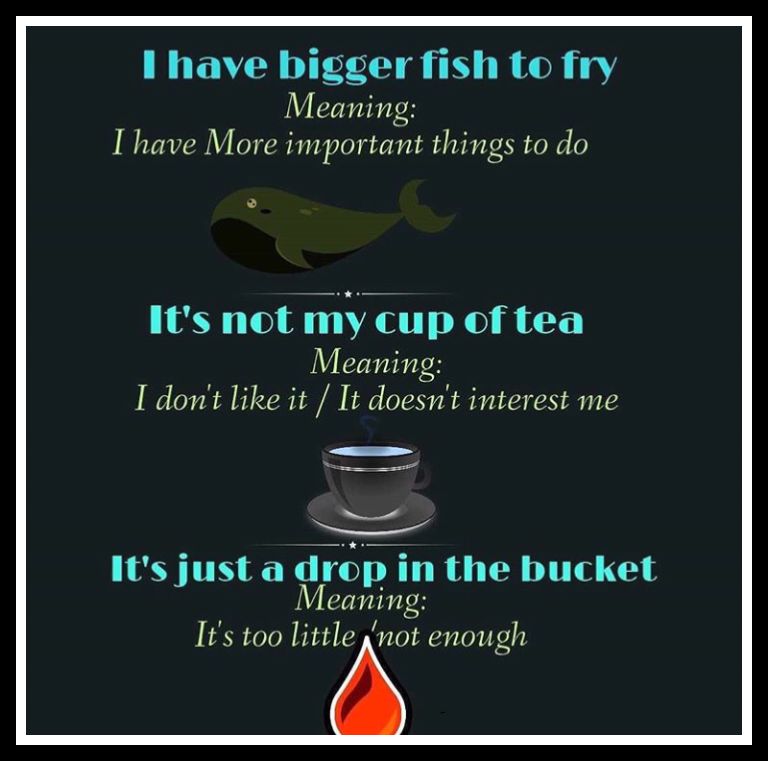 I have bigger fish to fry
Meaning:
I have More important things to do
It's not my cup of tea
Meaning:
I don't like it / It doesn't interest me
It's just a drop in the bucket
Meaning:
It's too little /not enough